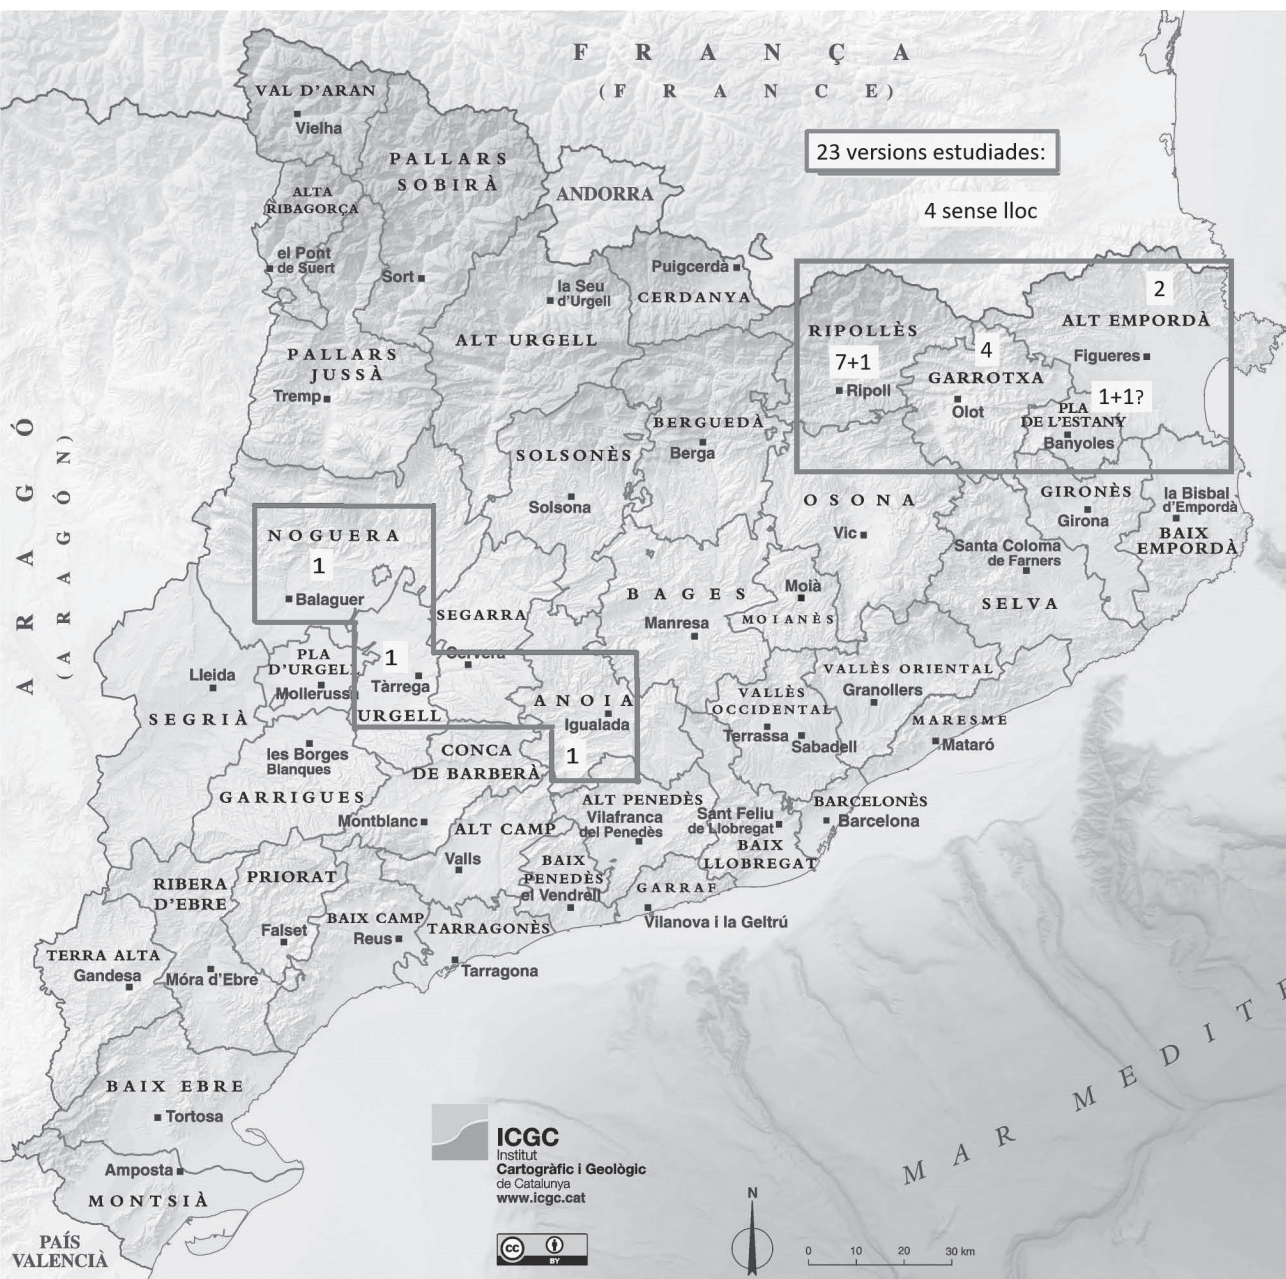 FRANÇA
(FRANCE)
VAL D'ARAN
Vielha
23 versions estudiades:
PALLARS
SOBIRÀ
ANDORRA
ALTA
RIBAGORÇA
4 sense lloc
el Pont
de Suert
Sort
la Seu
d'Urgell
Puigcerdà
CERDANYA
2
ALT EMPORDÀ
RIPOLLÈS
ALT URGELL
PALLARS
JUSSÀ
Tremp
7+1
Ripoll
4
GARROTXA
Olot
Figueres
1+1?
PLA
DE L'ESTANY
Banyoles
BERGUEDÀ
Berga
SOLSONÈS
Solsona
ARAGÓ
(ARAGÓN)
OSONA
Vic
GIRONÈS
Girona
la Bisbal
d'Empordà
BAIX
EMPORDÀ
NOGUERA
1
Balaguer
Santa Coloma
de Farners
SELVA
SEGARRA
Cervera
BAGES
Manresa
Moià
MOIANÈS
Lleida
SEGRIÀ
PLA
D'URGELL
Mollerussa
1
Tàrrega
URGELL
ANOIA
Igualada
1
VALLÈS ORIENTAL
Granollers
VALLÈS
OCCIDENTAL
Terrassa
Sabadell
MARESME
Mataró
les Borges
Blanques
GARRIGUES
CONCA
DE BARBERÀ
Montblanc
ALT PENEDÈS
Vilafranca
del Penedès
Sant Feliu
de Llobregat
BAIX
LLOBREGAT
BARCELONÈS
Barcelona
ALT CAMP
Valls
BAIX
PENEDÈS
el Vendrell
GARRAF
Vilanova i la Geltrú
RIBERA
D'EBRE
PRIORAT
Falset
BAIX CAMP
Reus
TARRAGONÈS
Tarragona
TERRA ALTA
Gandesa
Móra d'Ebre
BAIX EBRE
Tortosa
Amposta
MONTSIÀ
PAÍS
VALENCIÀ
MAR MEDITE
ICGC
Institut
Cartogràfic i Geològic
de Catalunya
www.icgc.cat
cc
BY
N
0 10 20 30 km